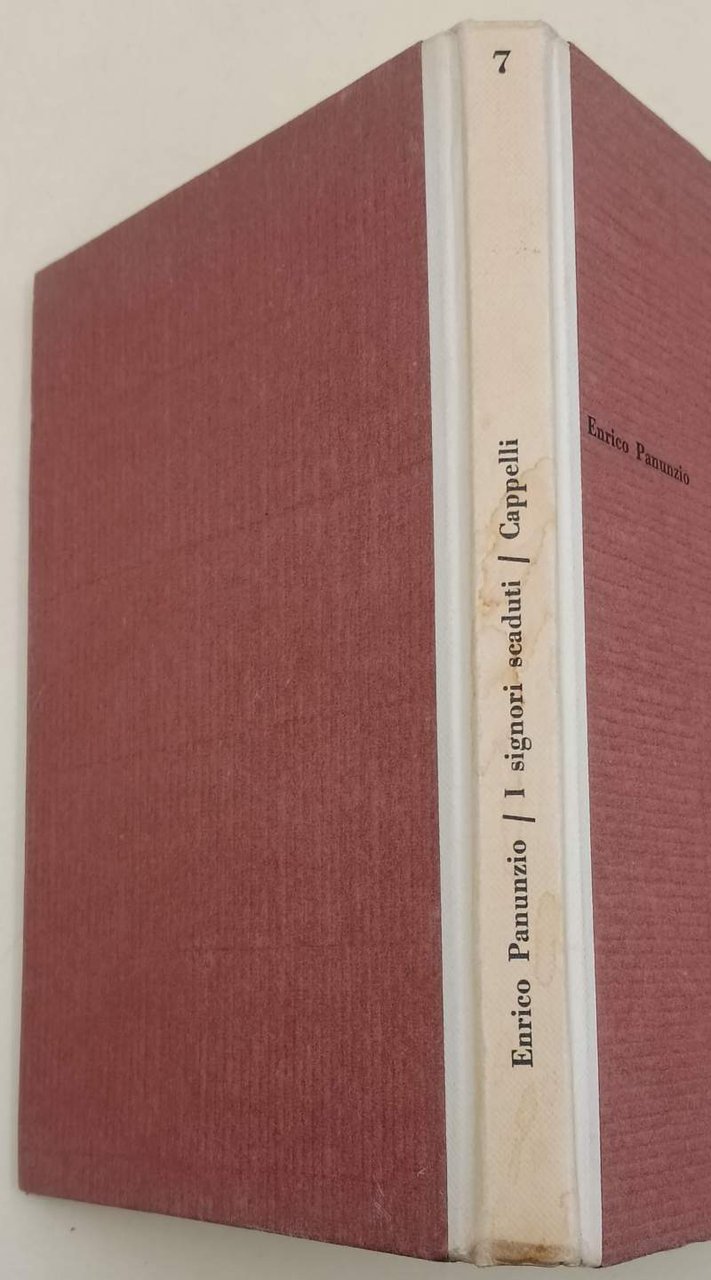 7
Enrico Panunzio / I signori scaduti / Cappelli
Enrico Panunzio